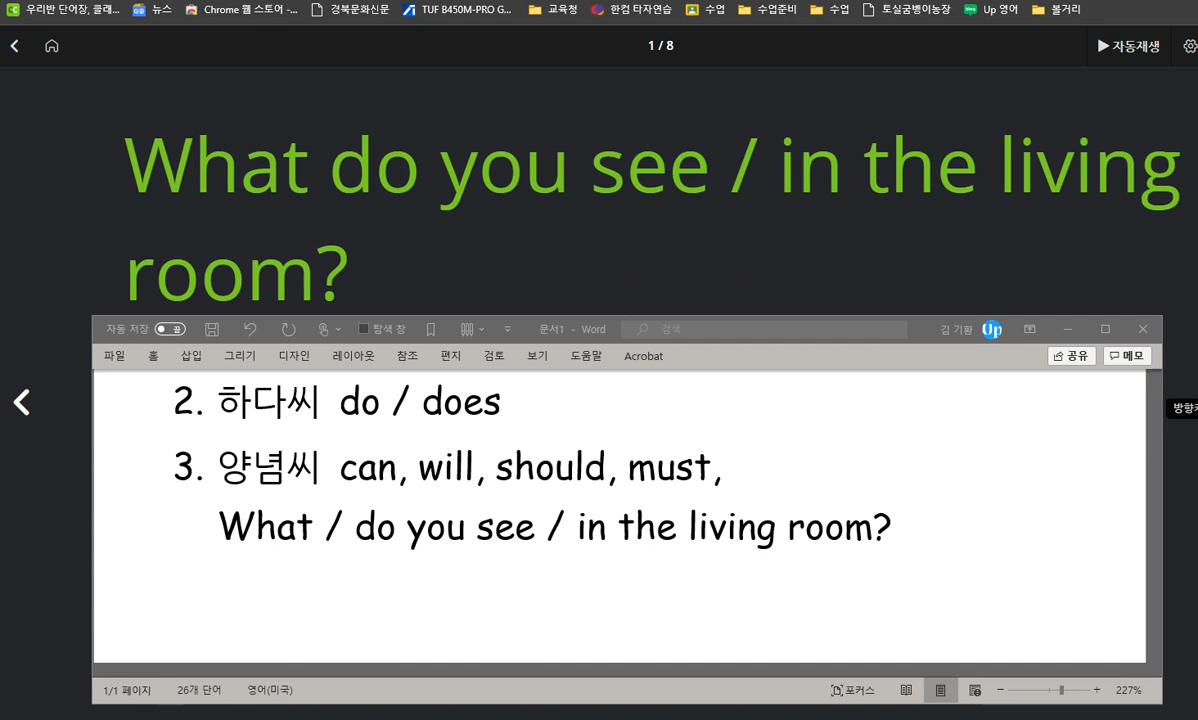 우리반 단어장, 클래... 뉴스 Chrome 웹 스토어 -... 경북문화신문 TUF B450M-PRO G... 교육청 한컴 타자연습 수업 수업준비 수업 토실굼벵이농장 Up 영어 볼거리
1 / 8 자동재생
What do you see / in the living
room?
자동 저장 끔 탐색 창 문서1 - Word 검색 김 기환 Up
파일 홈 삽입 그리기 디자인 레이아웃 참조 편지 검토 보기 도움말 Acrobat 공유 메모
2. 하다씨 do / does
방향키
3. 양념씨 can, will, should, must,
What / do you see / in the living room?
1/1 페이지 26개 단어 영어(미국) 포커스 - + 227%